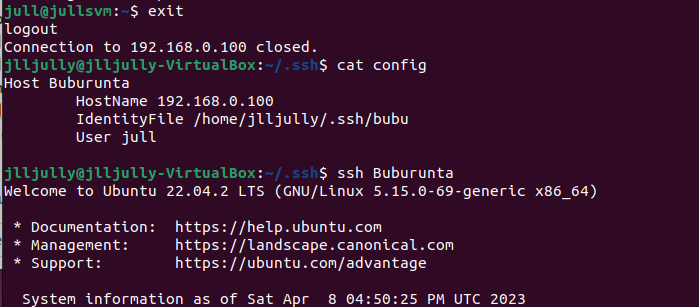 jull@jullsvm:~$ exit
logout
Connection to 192.168.0.100 closed.
jlljully@jlljully-VirtualBox:~/.ssh$ cat config
Host Buburunta
        HostName 192.168.0.100
        IdentityFile /home/jlljully/.ssh/bubu
        User jull

jlljully@jlljully-VirtualBox:~/.ssh$ ssh Buburunta
Welcome to Ubuntu 22.04.2 LTS (GNU/Linux 5.15.0-69-generic x86_64)

 * Documentation:  https://help.ubuntu.com
 * Management:     https://landscape.canonical.com
 * Support:        https://ubuntu.com/advantage

  System information as of Sat Apr  8 04:50:25 PM UTC 2023